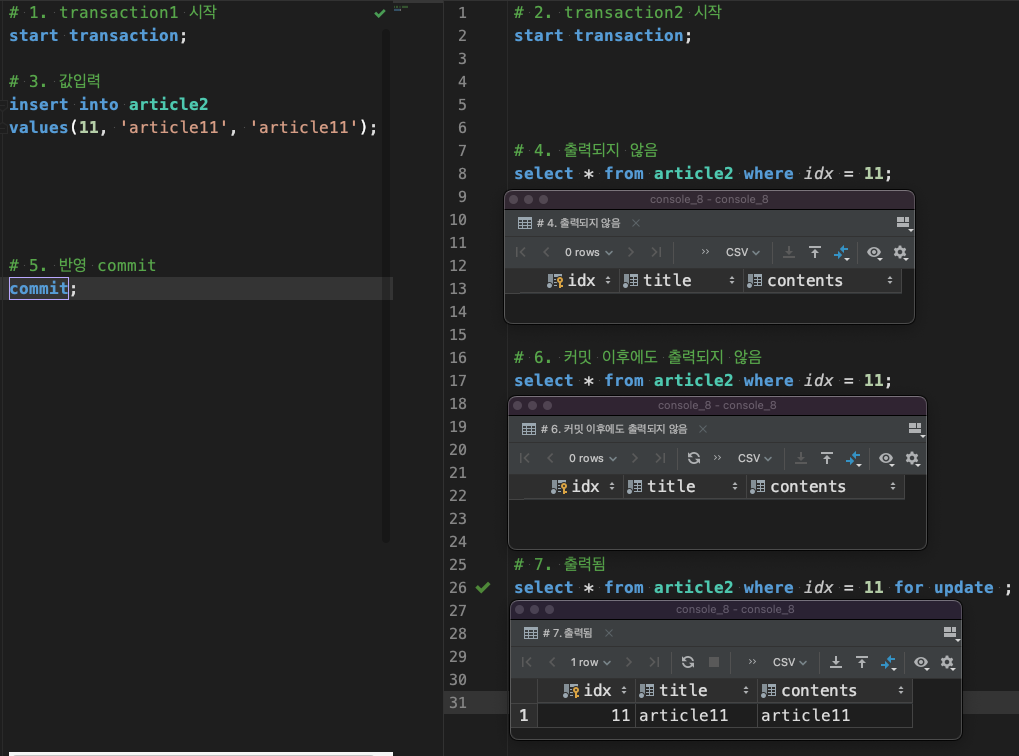 # 1. transaction1 시작
start transaction;
# 3. 값입력
insert into article2
values(11, 'article11', 'article11');
# 5. 반영 commit
commit;
1 # 2. transaction2 시작
2 start transaction;
3
4
5
6
7 # 4. 출력되지 않음
8 select * from article2 where idx = 11;
9
console_8 - console_8
10 # 4. 출력되지 않음
11
0 rows CSV
12
idx title contents
13
14
15
16 # 6. 커밋 이후에도 출력되지 않음
17 select * from article2 where idx = 11;
18
console_8 - console_8
19 # 6. 커밋 이후에도 출력되지 않음
20
0 rows CSV
21
idx title contents
22
23
24
25 # 7. 출력됨
26 select * from article2 where idx = 11 for update ;
27
console_8 - console_8
28 # 7. 출력됨
29
1 row CSV
30
idx title contents
31
1 11 article11 article11